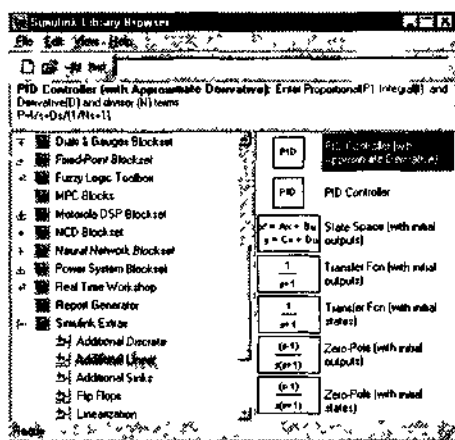 Simulink Library Browser
File Edit View Help
PID Controller (with Approximate Derivative): Enter Proportional(P) Integral(I) and
Derivative(D) and divisor (N) terms
P+I/s+Ds/(1/Ns+1)
Dials & Gauges Blockset
Fixed-Point Blockset
Fuzzy Logic Toolbox
MPC Blocks
Motorola DSP Blockset
NCD Blockset
Neural Network Blockset
Power System Blockset
Real Time Workshop
Report Generator
Simulink Extras
Additional Discrete
Additional Linear
Additional Sinks
Flip Flops
Linearization
PID
PID Controller (with
Approximate Derivative)
PID
PID Controller
x' = Ax + Bu
y = Cx + Du
State Space (with initial
outputs)
1
s+1
Transfer Fcn (with initial
outputs)
1
s+1
Transfer Fcn (with initial
states)
(s-1)
s(s+1)
Zero-Pole (with initial
outputs)
(s-1)
s(s+1)
Zero-Pole (with initial
states)
Ready